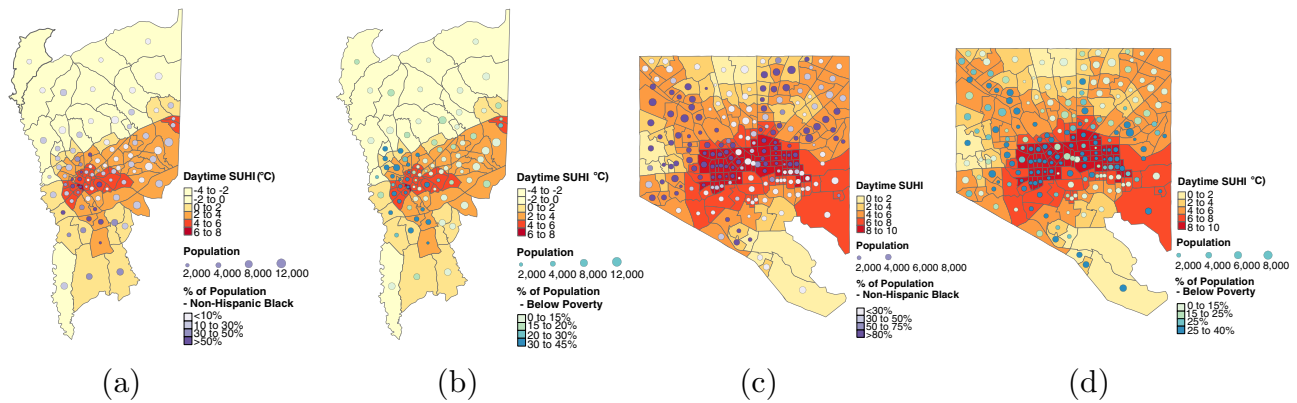 Daytime SUHI (°C)
-4 to -2
-2 to 0
0 to 2
2 to 4
4 to 6
6 to 8
Population
2,000 4,000 8,000 12,000
% of Population
- Non-Hispanic Black
<10%
10 to 30%
30 to 50%
>50%
(a)
Daytime SUHI °C)
-4 to -2
-2 to 0
0 to 2
2 to 4
4 to 6
6 to 8
Population
2,000 4,000 8,000 12,000
% of Population
- Below Poverty
0 to 15%
15 to 20%
20 to 30%
30 to 45%
(b)
Daytime SUHI
0 to 2
2 to 4
4 to 6
6 to 8
8 to 10
Population
2,000 4,000 6,000 8,000
% of Population
- Non-Hispanic Black
<30%
30 to 50%
50 to 75%
>80%
(c)
Daytime SUHI °C)
0 to 2
2 to 4
4 to 6
6 to 8
8 to 10
Population
2,000 4,000 6,000 8,000
% of Population
- Below Poverty
0 to 15%
15 to 25%
25%
25 to 40%
(d)